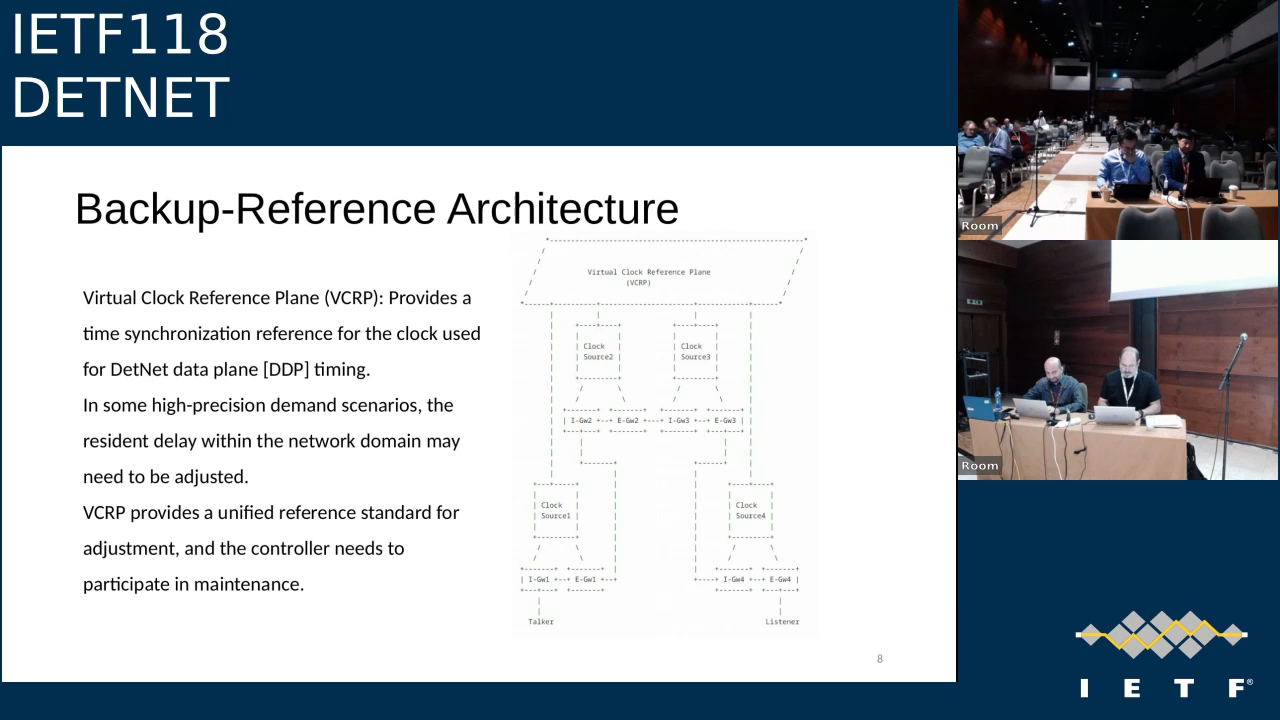 IETF118
DETNET
Backup-Reference Architecture
Virtual Clock Reference Plane (VCRP): Provides a
time synchronization reference for the clock used
for DetNet data plane [DDP] timing.
In some high-precision demand scenarios, the
resident delay within the network domain may
need to be adjusted.
VCRP provides a unified reference standard for
adjustment, and the controller needs to
participate in maintenance.
Virtual Clock Reference Plane
(VCRP)
Clock Clock
Source2 Source3
I-Gw2 E-Gw2 I-Gw3 E-Gw3
Clock Clock
Source1 Source4
I-Gw1 E-Gw1 I-Gw4 E-Gw4
Talker Listener
8
Room
Room
IETF®